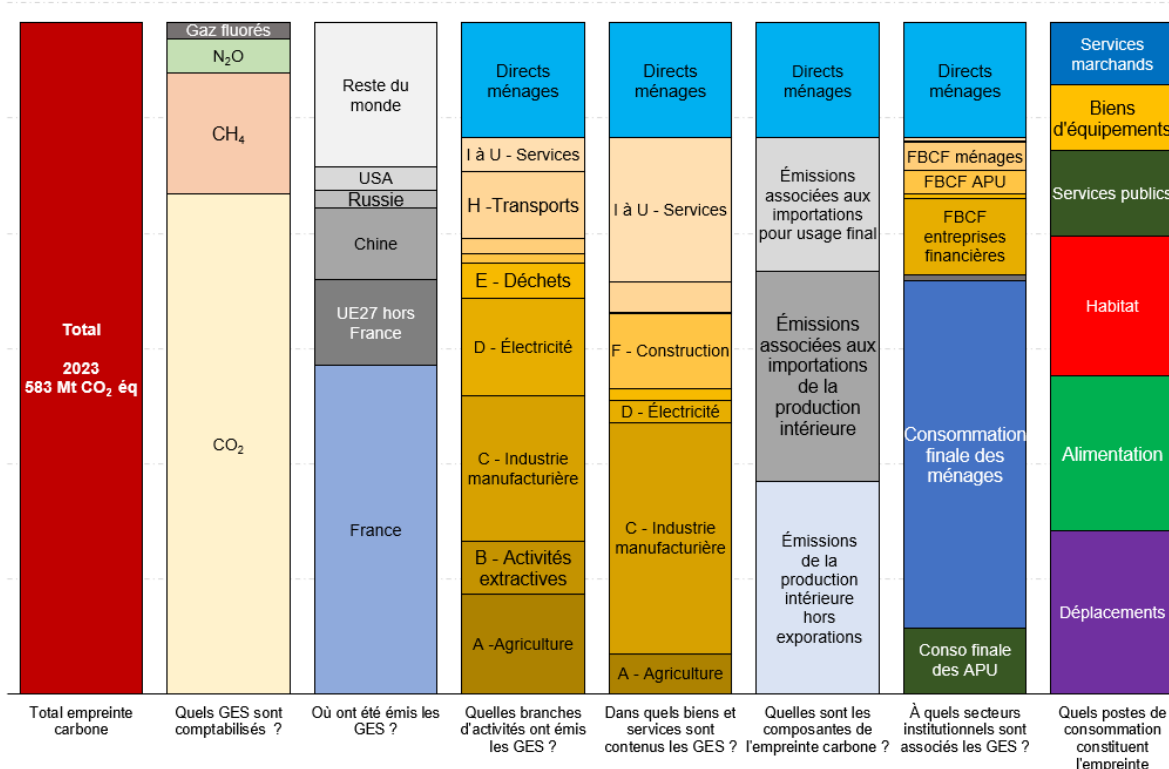 Total
2023
583 Mt CO₂ éq
Gaz fluorés
N₂O
CH₄
CO₂
Reste du
monde
USA
Russie
Chine
UE27 hors
France
France
Directs
ménages
I à U - Services
H -Transports
E - Déchets
D - Électricité
C - Industrie
manufacturière
B - Activités
extractives
A -Agriculture
Directs
ménages
I à U - Services
F - Construction
D - Électricité
C - Industrie
manufacturière
A - Agriculture
Directs
ménages
Émissions
associées aux
importations
pour usage final
Émissions
associées aux
importations
de la
production
intérieure
Émissions
de la
production
intérieure
hors
exporations
Directs
ménages
FBCF ménages
FBCF APU
FBCF
entreprises
financières
Consommation
finale des
ménages
Conso finale
des APU
Services
marchands
Biens
d'équipements
Services publics
Habitat
Alimentation
Déplacements
Total empreinte
carbone
Quels GES sont
comptabilisés ?
Où ont été émis les
GES ?
Quelles branches
d'activités ont émis
les GES ?
Dans quels biens et
services sont
contenus les GES ?
Quelles sont les
composantes de
l'empreinte carbone ?
À quels secteurs
institutionnels sont
associés les GES ?
Quels postes de
consommation
constituent
l'empreinte